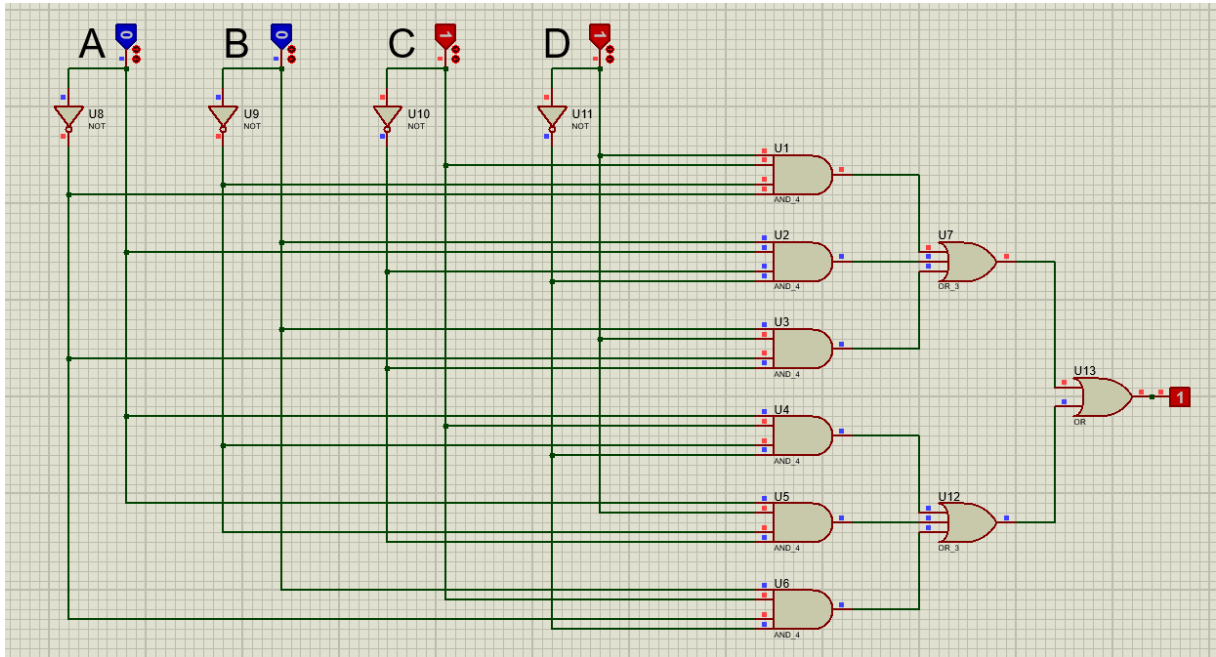 A 0 B 0 C 1 D 1
U8 NOT
U9 NOT
U10 NOT
U11 NOT
U1
AND_4
U2
AND_4
U7
OR_3
U3
AND_4
U13
OR
1
U4
AND_4
U5
AND_4
U12
OR_3
U6
AND_4